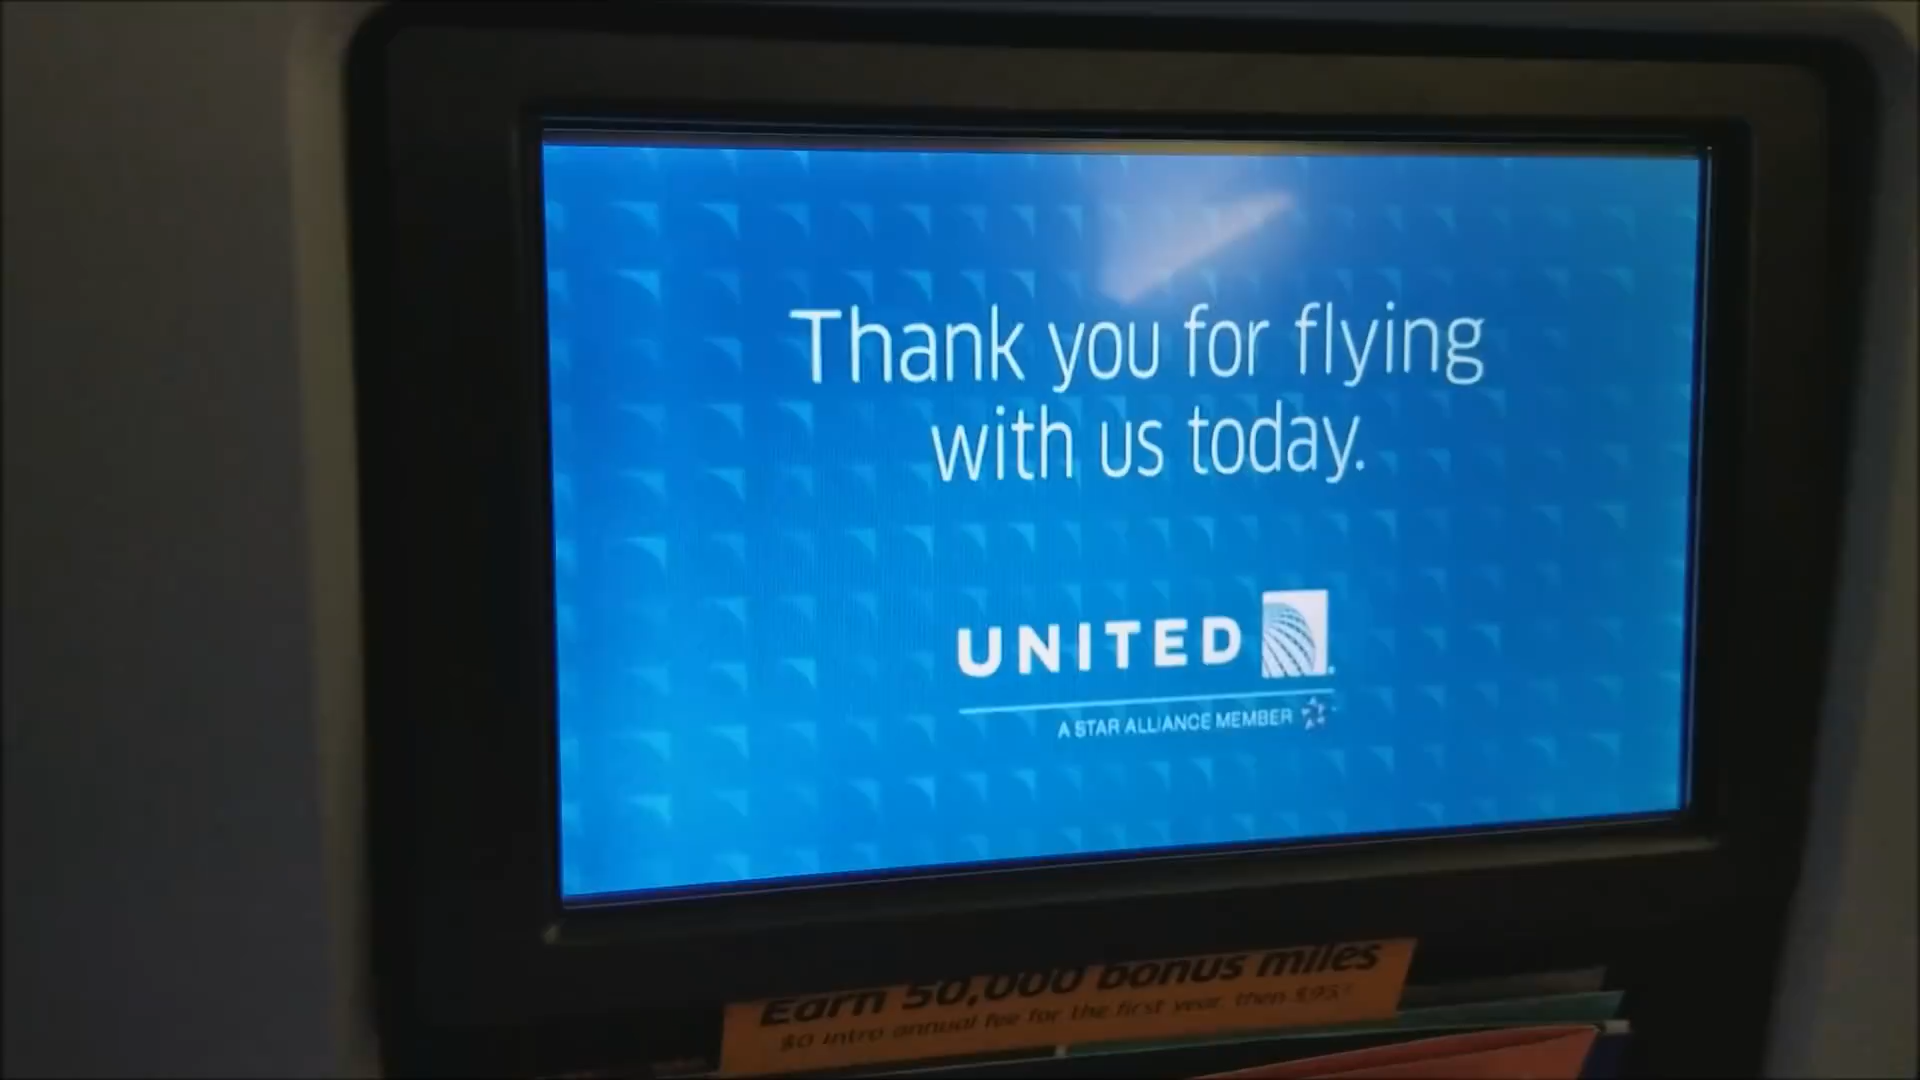 Thank you for flying
with us today.
UNITED
A STAR ALLIANCE MEMBER
Earn 50,000 bonus miles
$0 intro annual fee for the first year, then $95